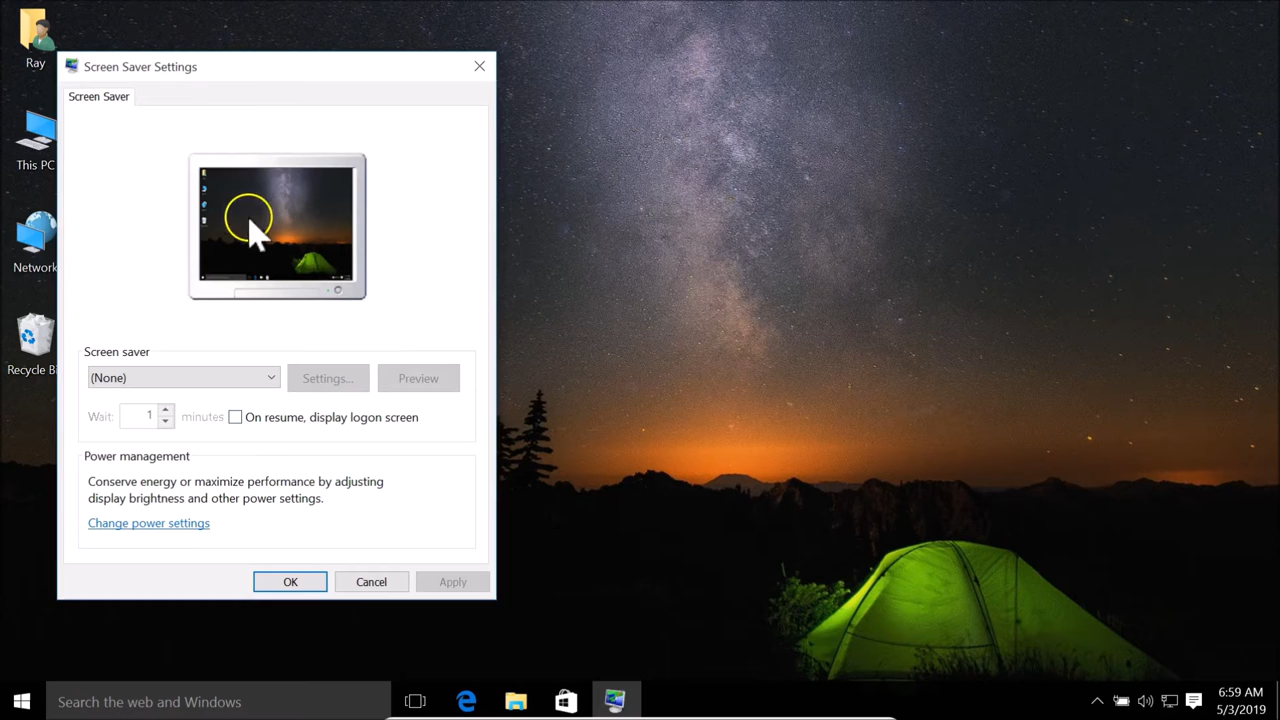 Ray
This PC
Network
Recycle Bi
Screen Saver Settings
Screen Saver
Screen saver
(None)
Settings...
Preview
Wait:
1
minutes
On resume, display logon screen
Power management
Conserve energy or maximize performance by adjusting
display brightness and other power settings.
Change power settings
OK
Cancel
Apply
Search the web and Windows
6:59 AM
5/3/2019